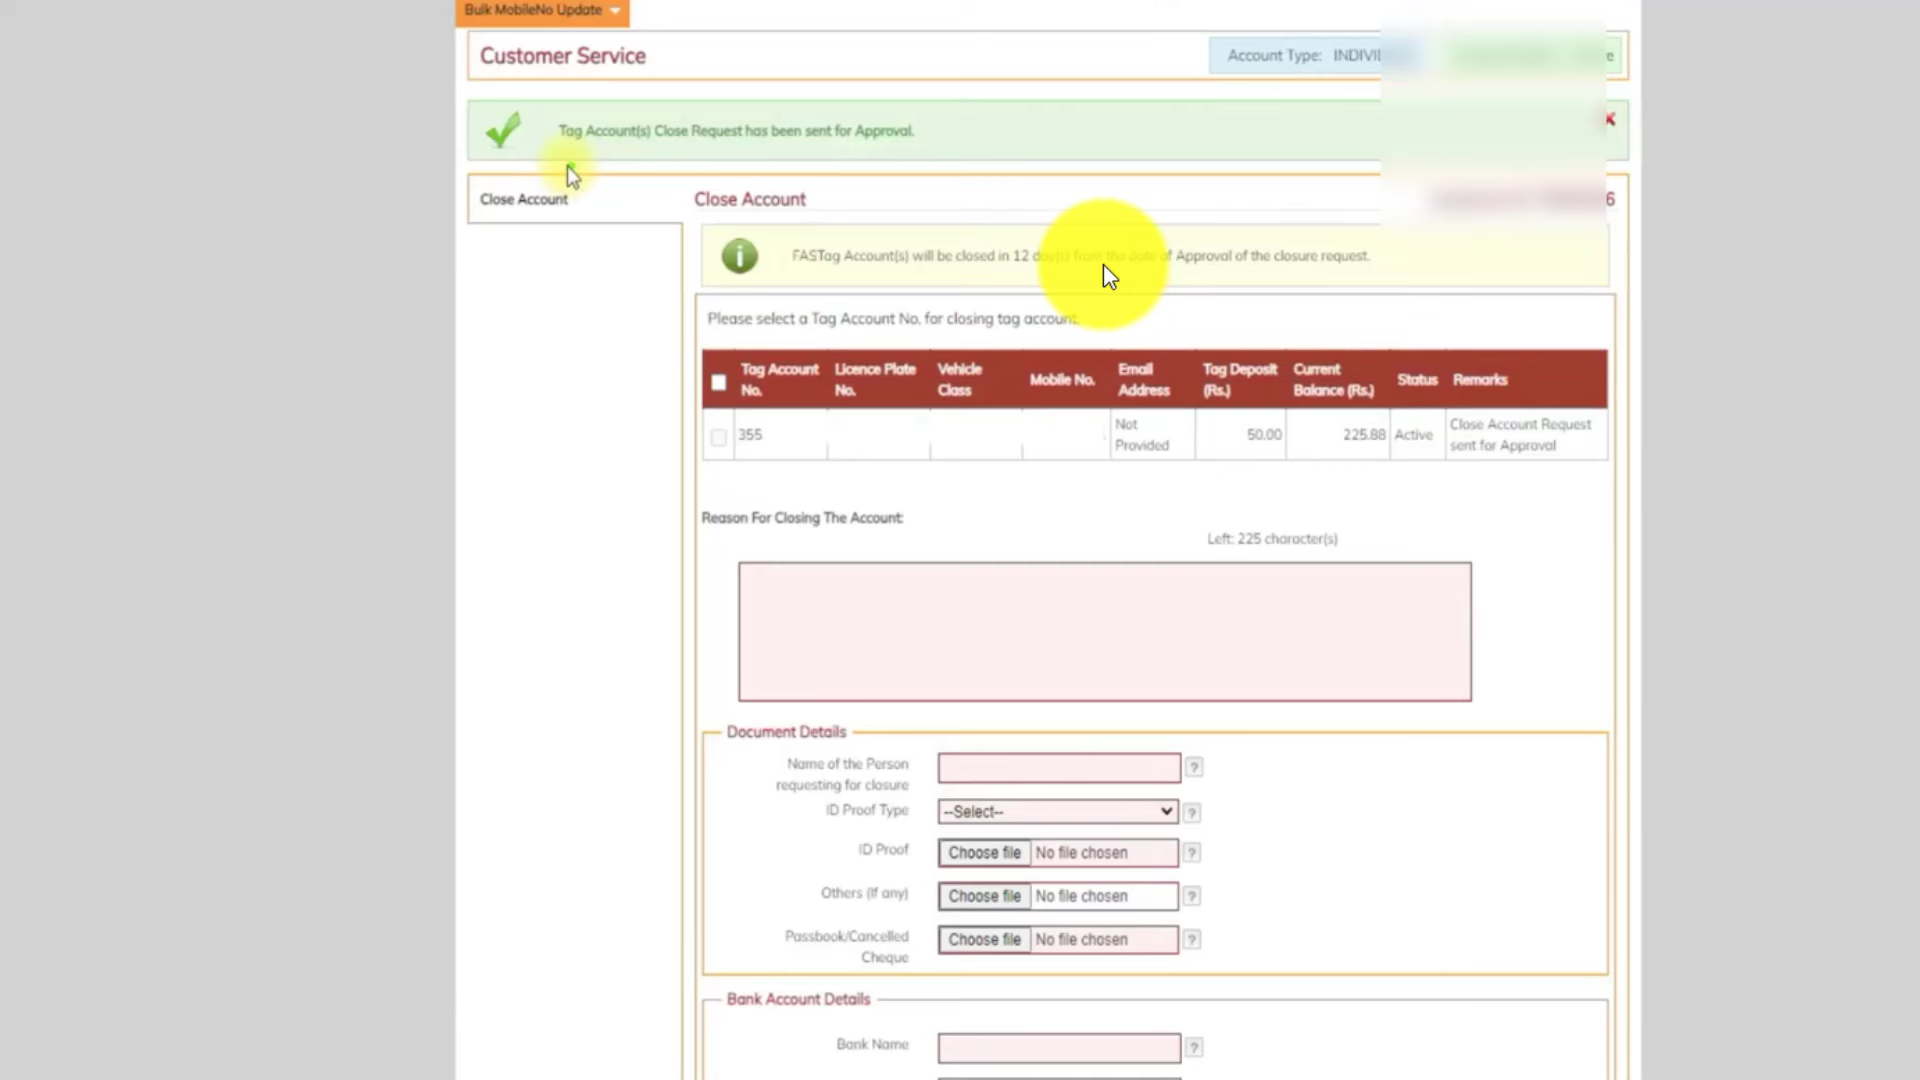 Bulk MobileNo Update
Customer Service
Account Type: INDIVI
Tag Account(s) Close Request has been sent for Approval.
Close Account
Close Account
6
FASTag Account(s) will be closed in 12 day(s) from the date of Approval of the closure request.
Please select a Tag Account No. for closing tag account.
Tag Account No. Licence Plate No. Vehicle Class Mobile No. Email Address Tag Deposit (Rs.) Current Balance (Rs.) Status Remarks
355 Not Provided 50.00 225.88 Active Close Account Request sent for Approval
Reason For Closing The Account:
Left: 225 character(s)
Document Details
Name of the Person requesting for closure ?
ID Proof Type --Select-- ?
ID Proof Choose file No file chosen ?
Others (If any) Choose file No file chosen ?
Passbook/Cancelled Cheque Choose file No file chosen ?
Bank Account Details
Bank Name ?